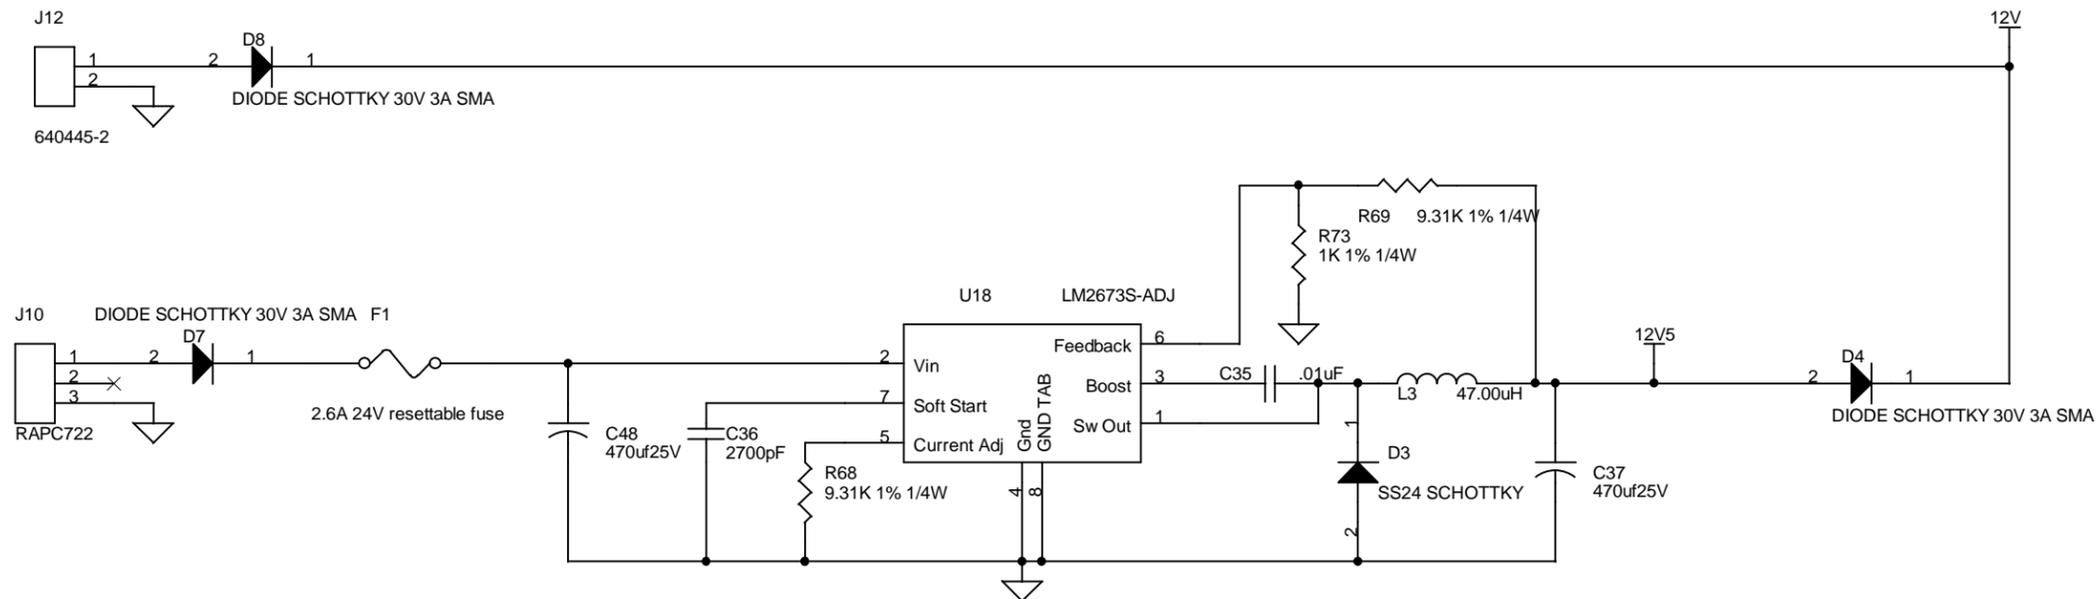 J12
12V
D8
1
2
1
2
DIODE SCHOTTKY 30V 3A SMA
640445-2
R69 9.31K 1% 1/4W
R73
1K 1% 1/4W
U18 LM2673S-ADJ
J10 DIODE SCHOTTKY 30V 3A SMA F1
D7
12V5
1
2
1
2
3
RAPC722
2.6A 24V resettable fuse
2
Vin
7
Soft Start
5
Current Adj
Feedback
6
Boost
3
Sw Out
1
Gnd
GND TAB
4
8
C35 .01uF
L3 47.00uH
D4
2
1
DIODE SCHOTTKY 30V 3A SMA
C48
470uf25V
C36
2700pF
R68
9.31K 1% 1/4W
1
D3
SS24 SCHOTTKY
2
C37
470uf25V